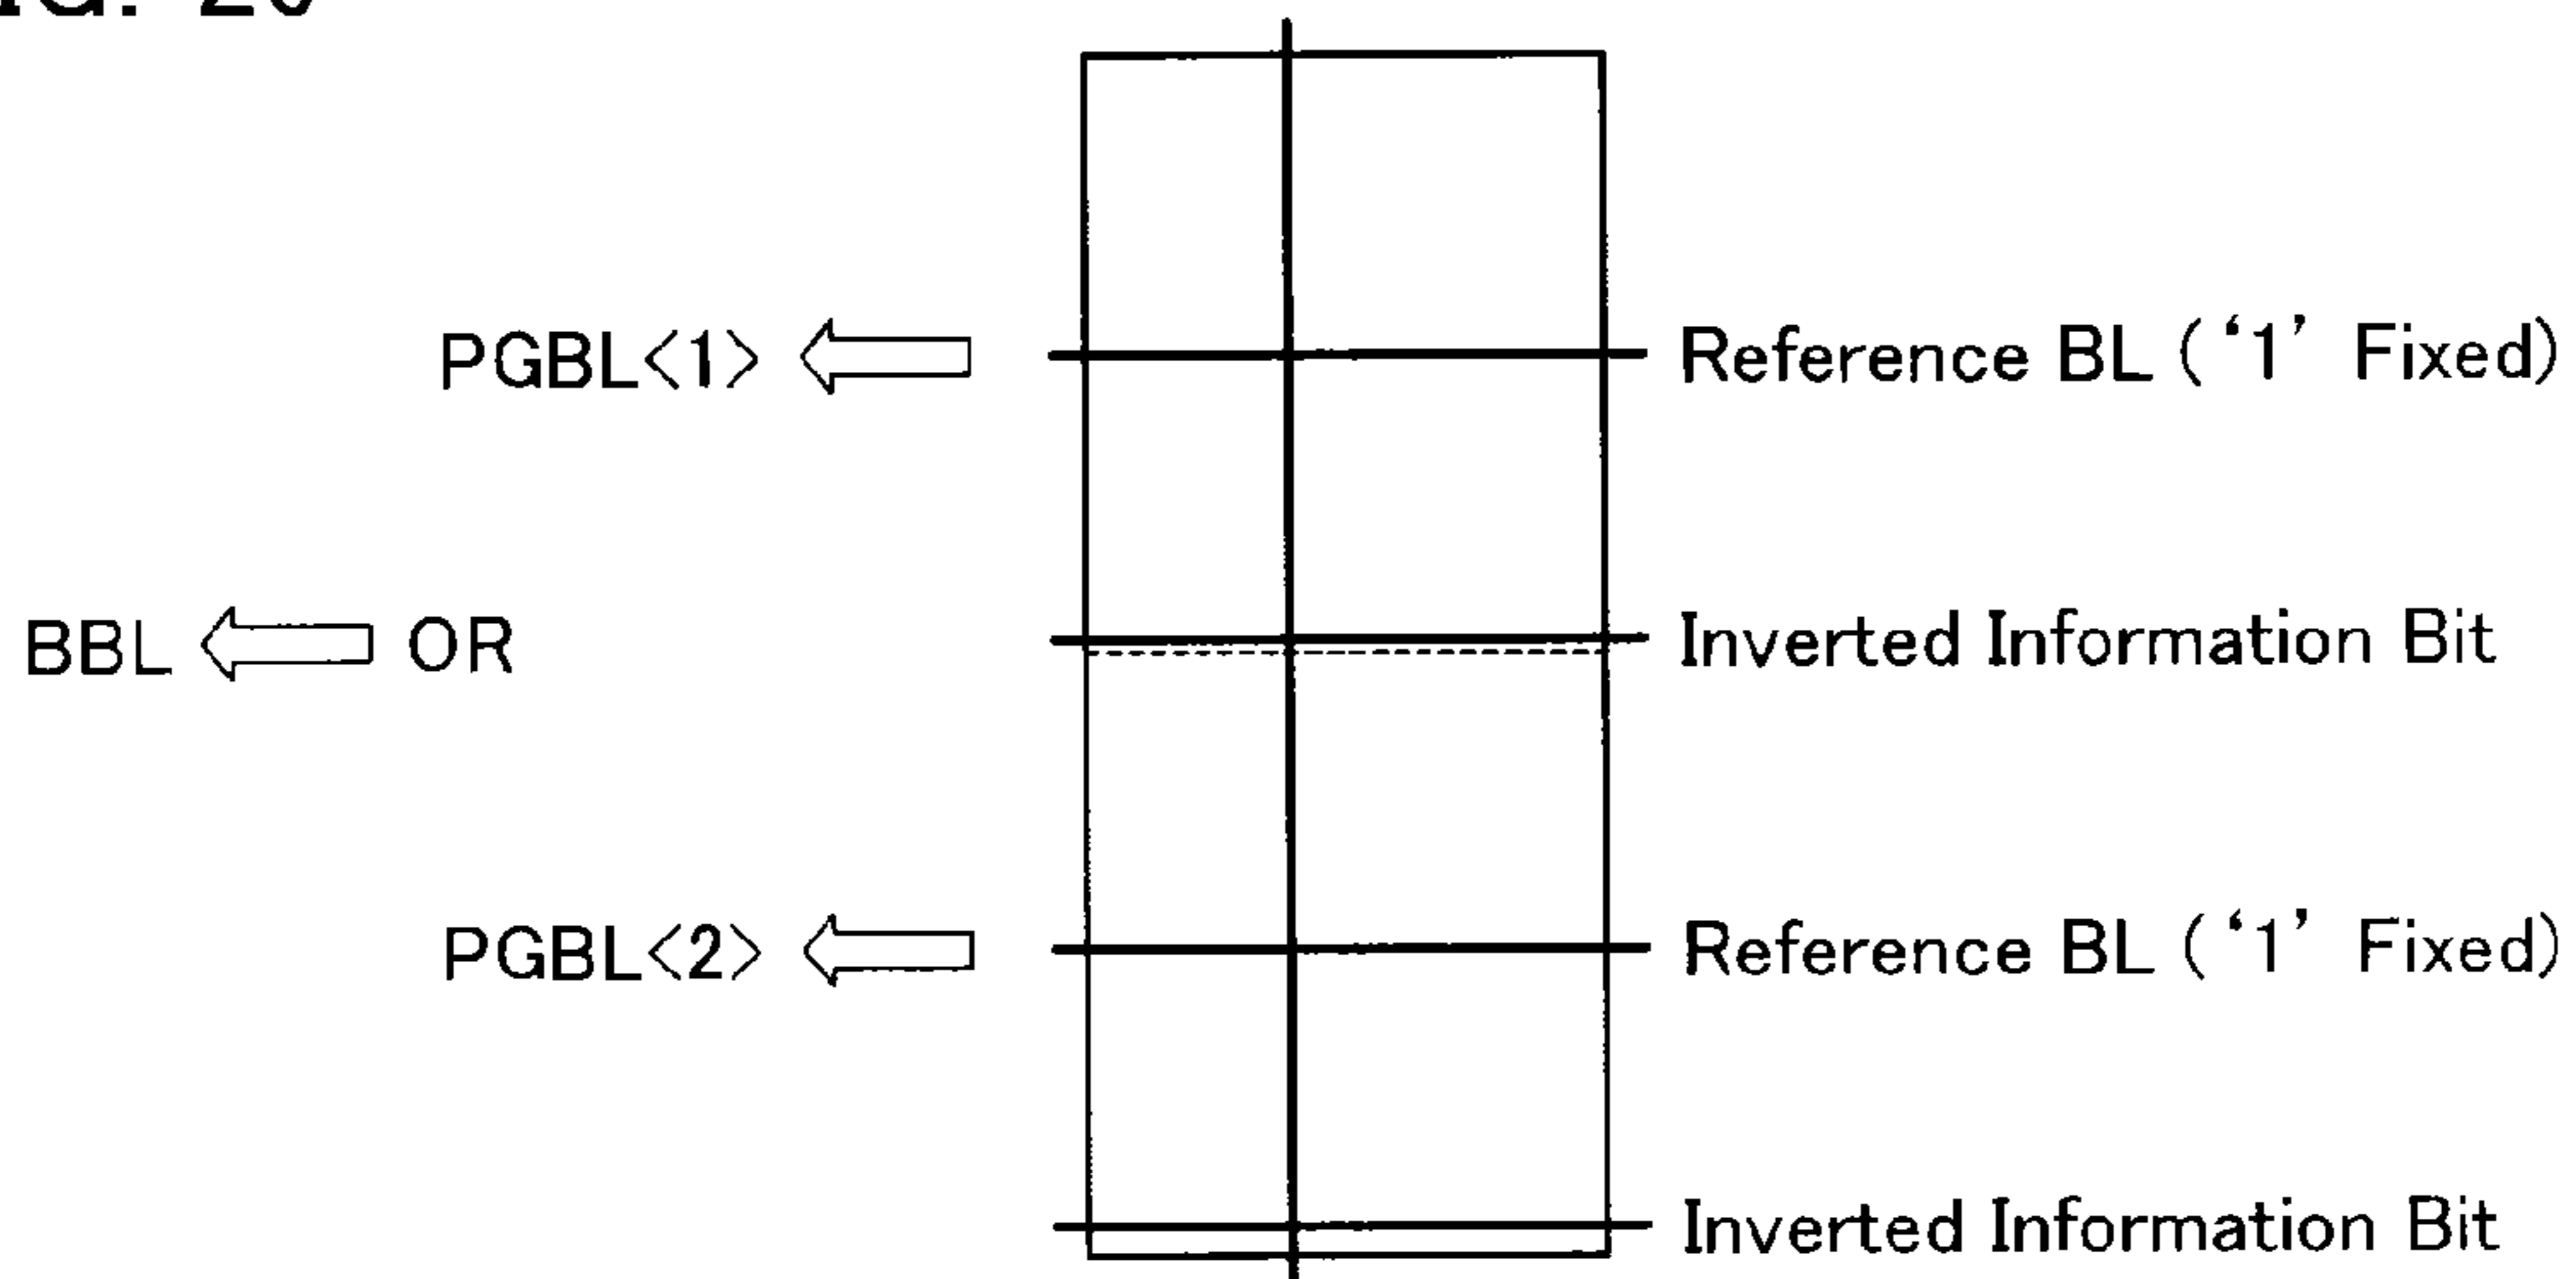 PGBL<1> Reference BL (‘1’ Fixed)
BBL OR Inverted Information Bit
PGBL<2> Reference BL (‘1’ Fixed)
Inverted Information Bit